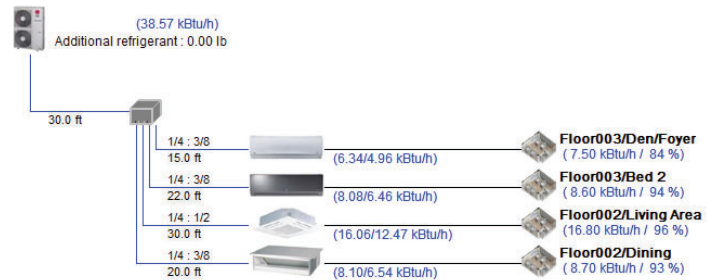 (38.57 kBtu/h)
Additional refrigerant : 0.00 lb
30.0 ft
1/4 : 3/8
15.0 ft
(6.34/4.96 kBtu/h)
Floor003/Den/Foyer
( 7.50 kBtu/h / 84 %)
1/4 : 3/8
22.0 ft
(8.08/6.46 kBtu/h)
Floor003/Bed 2
( 8.60 kBtu/h / 94 %)
1/4 : 1/2
30.0 ft
(16.06/12.47 kBtu/h)
Floor002/Living Area
(16.80 kBtu/h / 96 %)
1/4 : 3/8
20.0 ft
(8.10/6.54 kBtu/h)
Floor002/Dining
( 8.70 kBtu/h / 93 %)